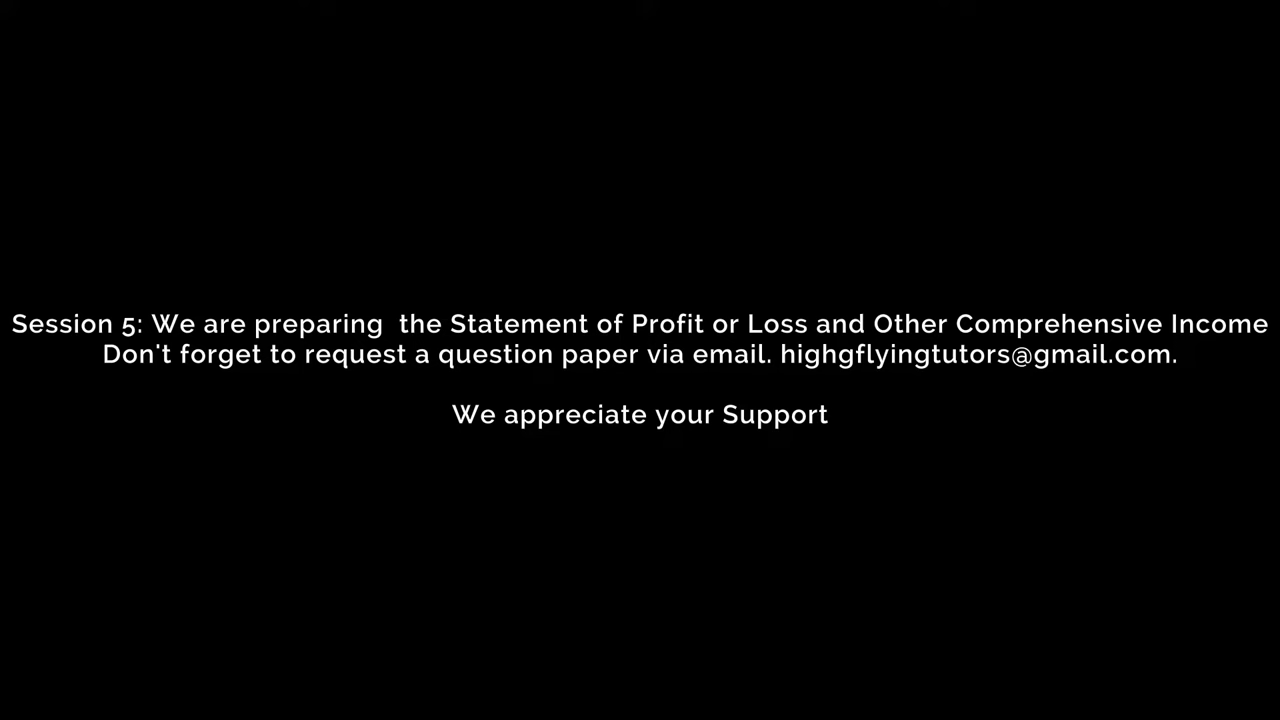 Session 5: We are preparing  the Statement of Profit or Loss and Other Comprehensive Income
Don't forget to request a question paper via email. highgflyingtutors@gmail.com.
We appreciate your Support